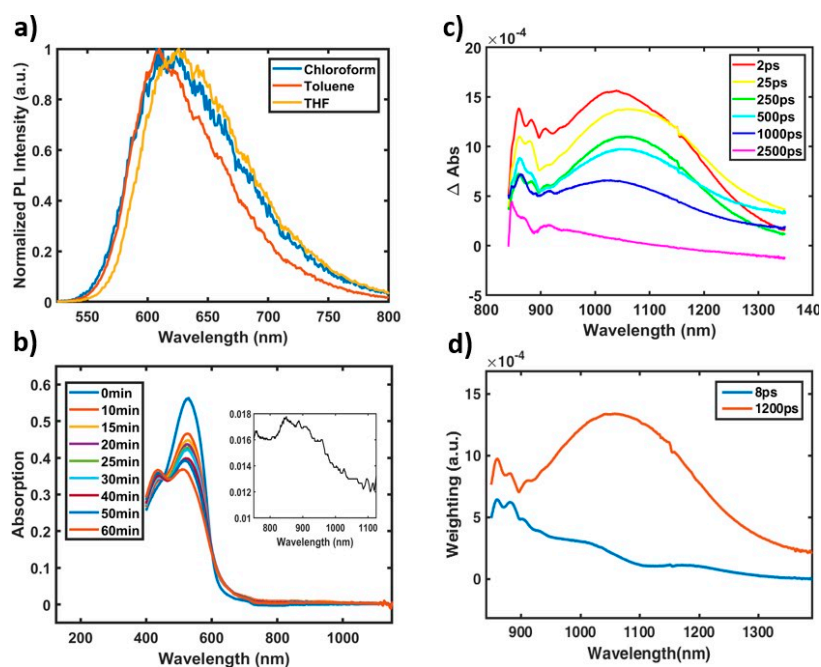 a)
Normalized PL Intensity (a.u.)
1
0.8
0.6
0.4
0.2
0
550
600
650
700
750
800
Wavelength (nm)
Chloroform
Toluene
THF
b)
Absorption
0.6
0.5
0.4
0.3
0.2
0.1
0
200
400
600
800
1000
Wavelength (nm)
0min
10min
15min
20min
25min
30min
40min
50min
60min
0.018
0.016
0.014
0.012
0.01
800
900
1000
1100
Wavelength (nm)
c)
×10-4
Δ Abs
20
15
10
5
0
-5
800
900
1000
1100
1200
1300
140
Wavelength (nm)
2ps
25ps
250ps
500ps
1000ps
2500ps
d)
×10-4
Weighting (a.u.)
15
10
5
0
900
1000
1100
1200
1300
Wavelength(nm)
8ps
1200ps